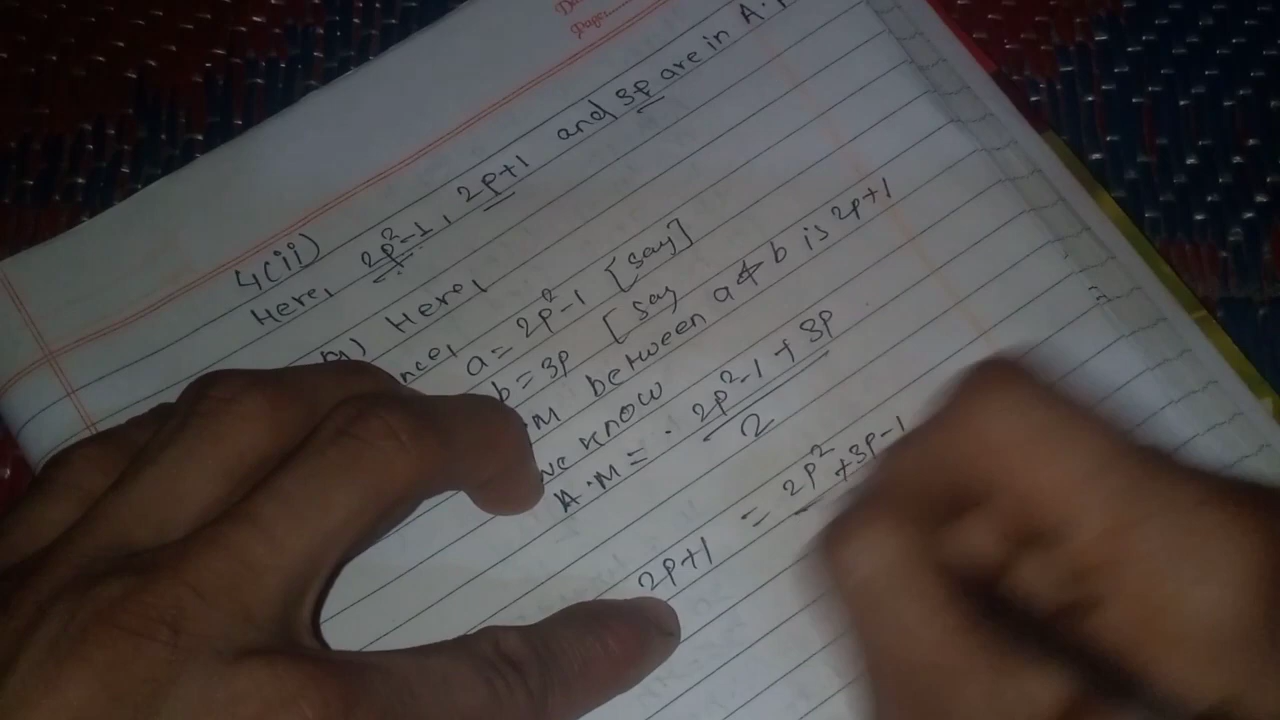 Page
4(ii)
Here, 2p²-1, 2p+1 and 3p are in A.P
a) Here,
a = 2p²-1 [say]
b = 3p [say
M between a & b is 2p+1
we know
A.M = 2p²-1+3p
2
2p+1 = 2p²+3p-1